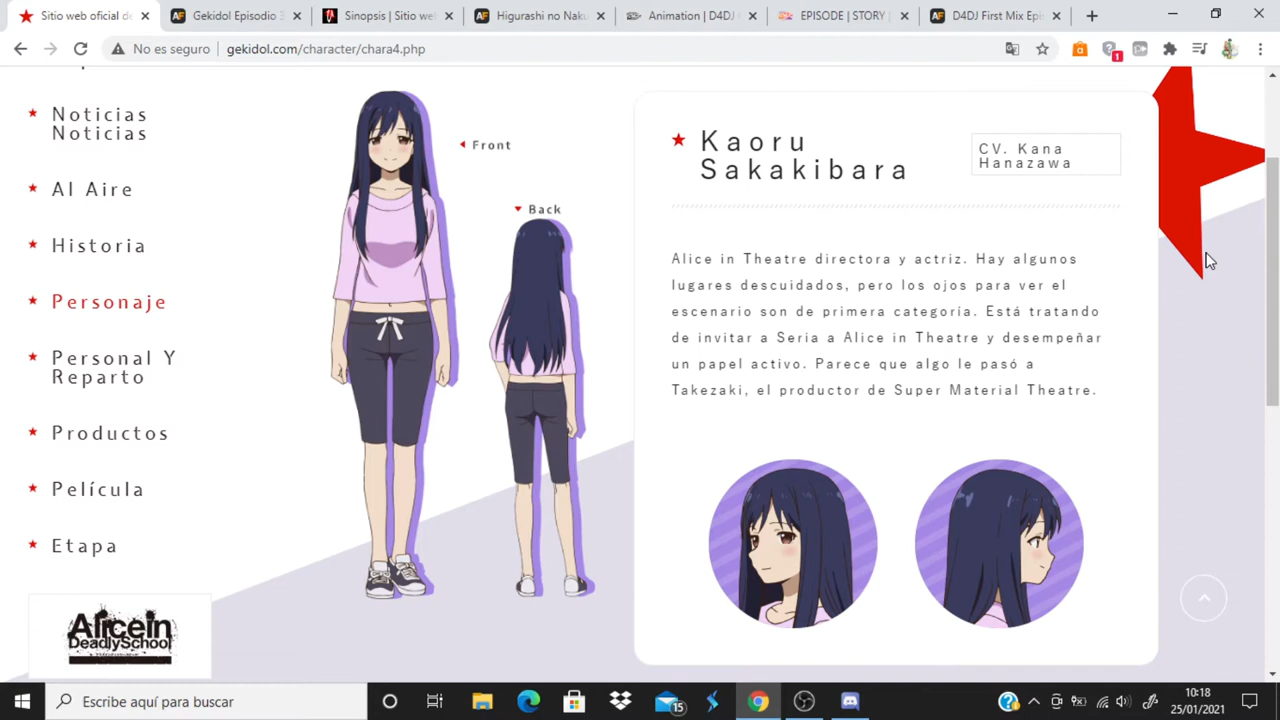 Sitio web oficial de
Gekidol Episodio 3
Sinopsis | Sitio web
Higurashi no Naku
Animation | D4DJ
EPISODE | STORY
D4DJ First Mix Epi
No es seguro
gekidol.com/character/chara4.php
1
Noticias
Noticias
Al Aire
Historia
Personaje
Personal Y
Reparto
Productos
Película
Etapa
AliceIn
DeadlySchool
Front
Back
Kaoru
Sakakibara
CV. Kana
Hanazawa
Alice in Theatre directora y actriz. Hay algunos
lugares descuidados, pero los ojos para ver el
escenario son de primera categoría. Está tratando
de invitar a Seria a Alice in Theatre y desempeñar
un papel activo. Parece que algo le pasó a
Takezaki, el productor de Super Material Theatre.
Escribe aquí para buscar
15
10:18
25/01/2021